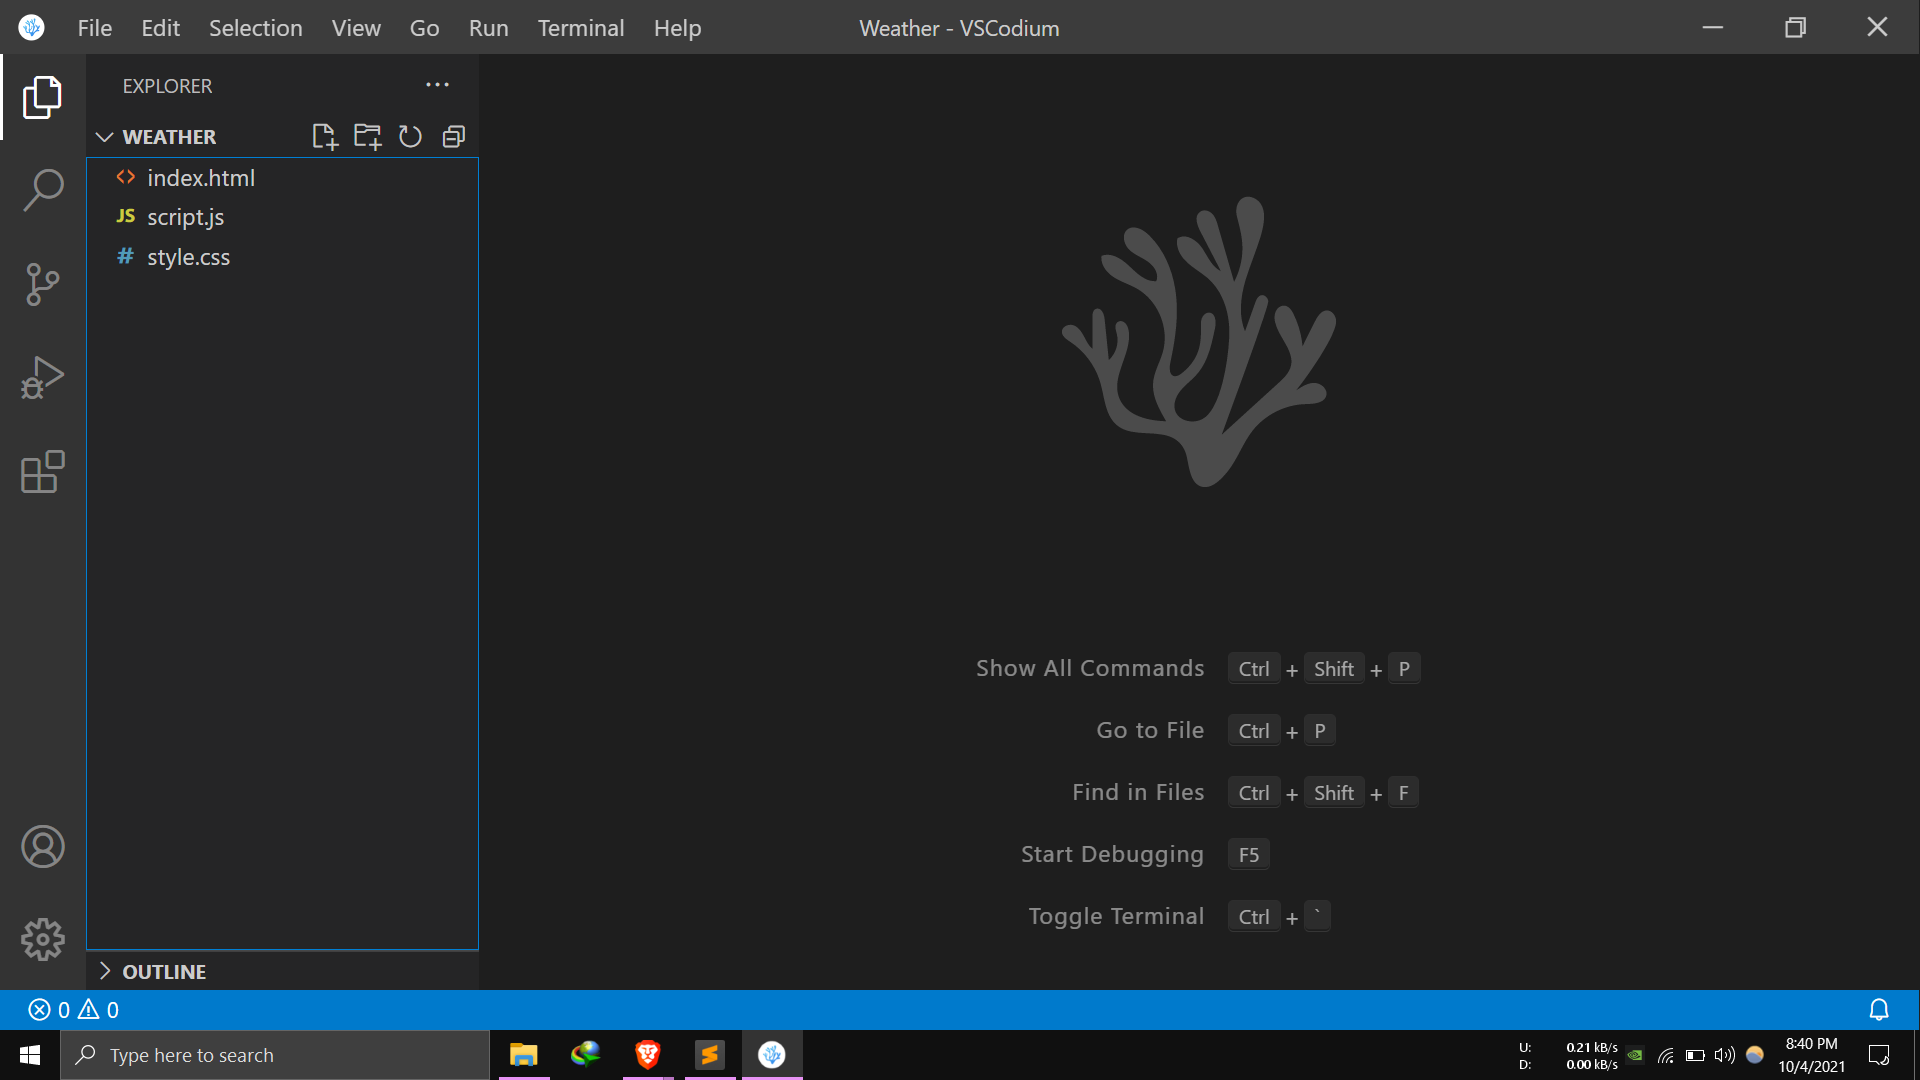 File Edit Selection View Go Run Terminal Help Weather - VSCodium
EXPLORER
WEATHER
index.html
JS script.js
# style.css
Show All Commands Ctrl + Shift + P
Go to File Ctrl + P
Find in Files Ctrl + Shift + F
Start Debugging F5
Toggle Terminal Ctrl + `
OUTLINE
0 0
Type here to search
U: 0.21 kB/s
D: 0.00 kB/s
8:40 PM
10/4/2021